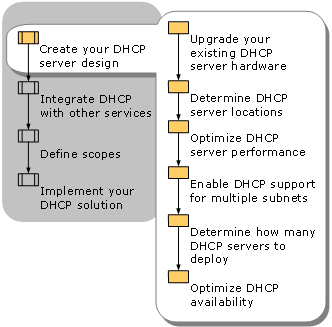 Create your DHCP
server design
Integrate DHCP
with other services
Define scopes
Implement your
DHCP solution
Upgrade your
existing DHCP
server hardware
Determine DHCP
server locations
Optimize DHCP
server performance
Enable DHCP support
for multiple subnets
Determine how many
DHCP servers to
deploy
Optimize DHCP
availability